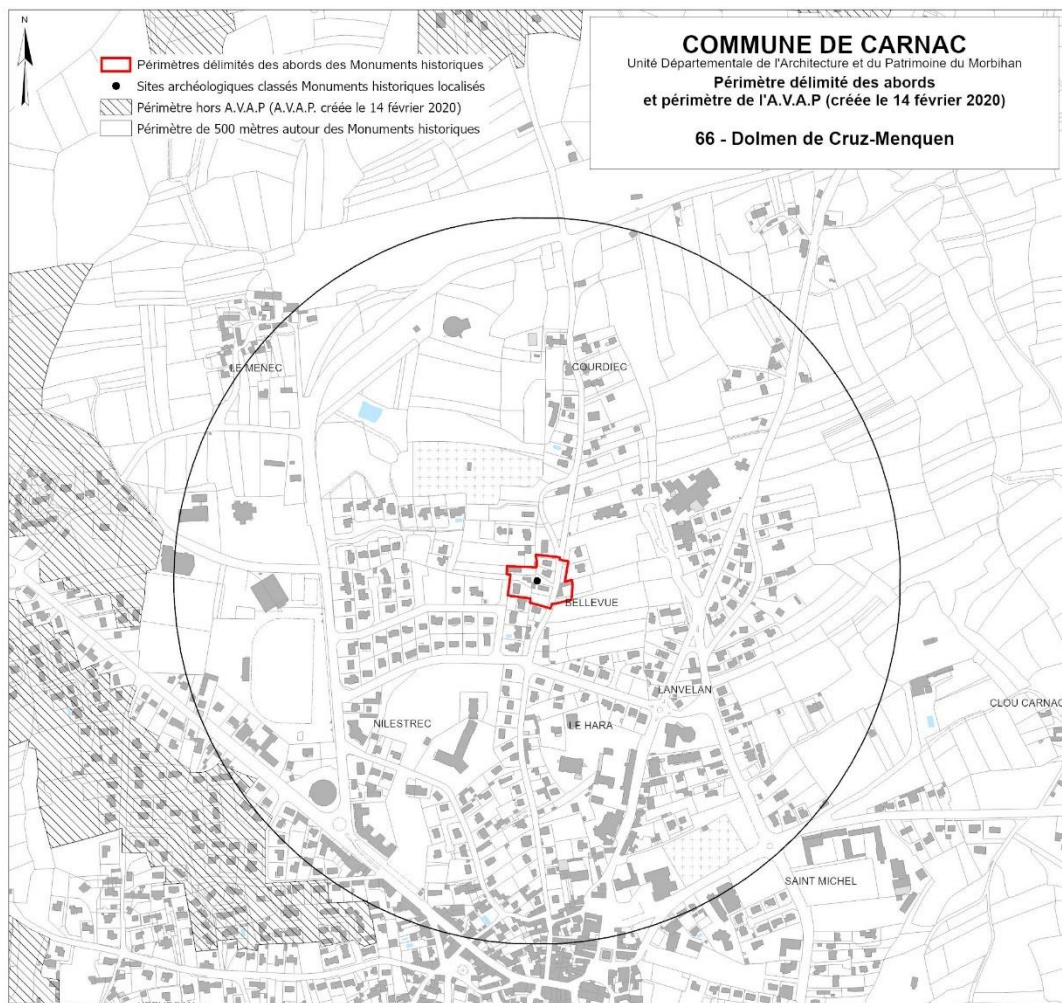 N
Périmètres délimités des abords des Monuments historiques
Sites archéologiques classés Monuments historiques localisés
Périmètre hors A.V.A.P (A.V.A.P. créée le 14 février 2020)
Périmètre de 500 mètres autour des Monuments historiques
COMMUNE DE CARNAC
Unité Départementale de l'Architecture et du Patrimoine du Morbihan
Périmètre délimité des abords
et périmètre de l'A.V.A.P (créée le 14 février 2020)
66 - Dolmen de Cruz-Menquen
LE MENEC
COURDIEC
BELLEVUE
LANVELAN
CLOU CARNAC
NILESTREC
LE HARA
SAINT MICHEL